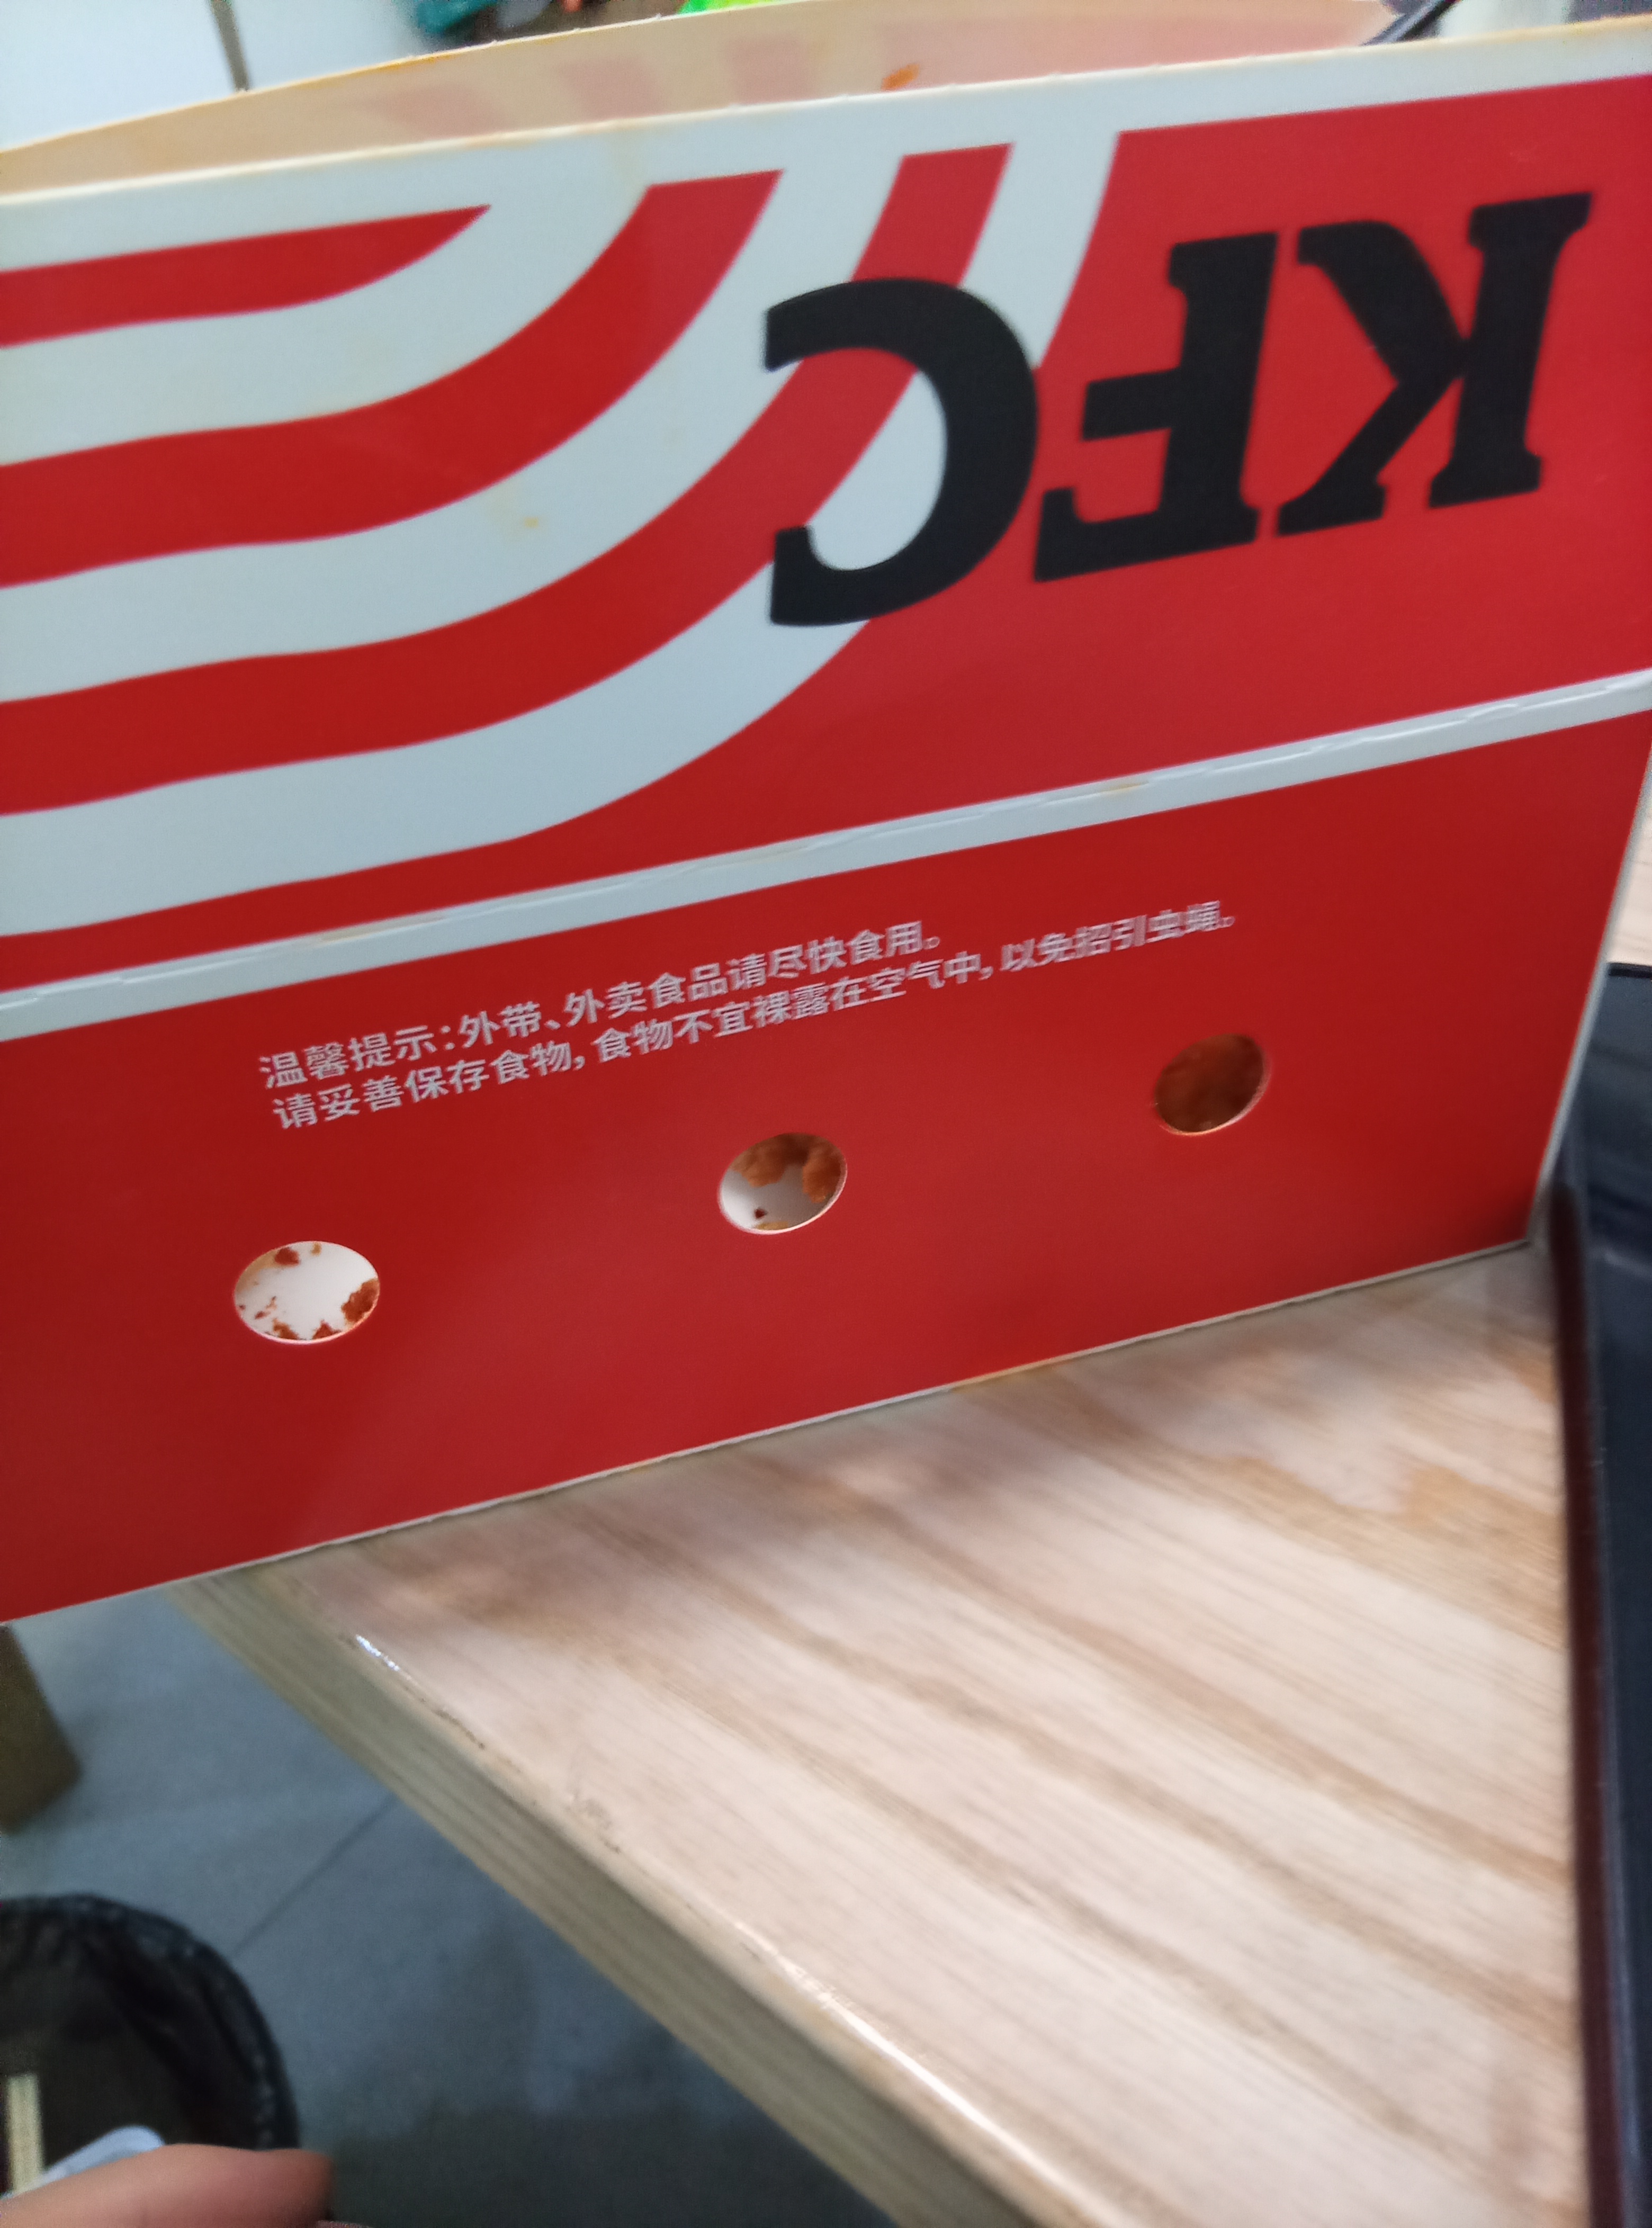 KFC
温馨提示：外带、外卖食品请尽快食用。
请妥善保存食物，食物不宜裸露在空气中，以免招引虫蝇。